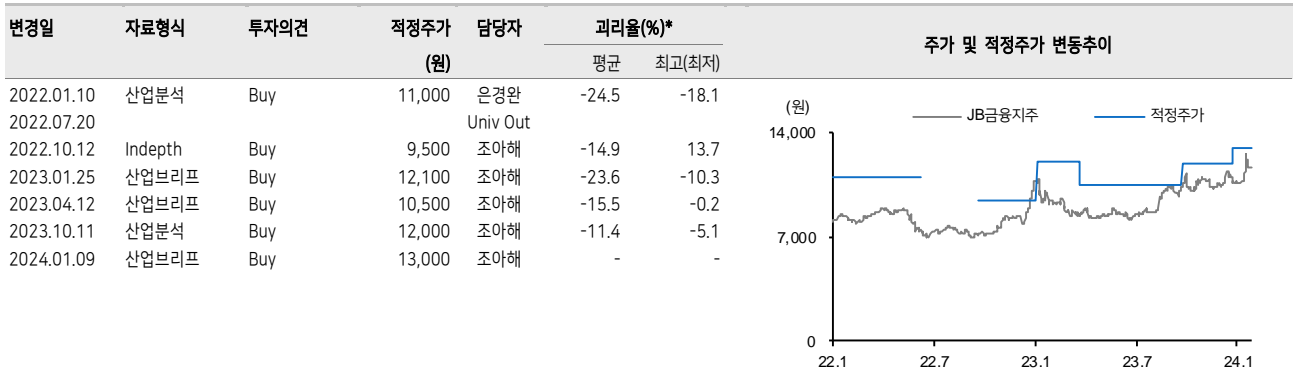 변경일 자료형식 투자의견 적정주가 담당자 괴리율(%)* 주가 및 적정주가 변동추이
(원) 평균 최고(최저)
2022.01.10 산업분석 Buy 11,000 은경완 -24.5 -18.1
2022.07.20 Univ Out
2022.10.12 Indepth Buy 9,500 조아해 -14.9 13.7
2023.01.25 산업브리프 Buy 12,100 조아해 -23.6 -10.3
2023.04.12 산업브리프 Buy 10,500 조아해 -15.5 -0.2
2023.10.11 산업분석 Buy 12,000 조아해 -11.4 -5.1
2024.01.09 산업브리프 Buy 13,000 조아해 - -
(원)
JB금융지주 적정주가
14,000
7,000
0
22.1 22.7 23.1 23.7 24.1